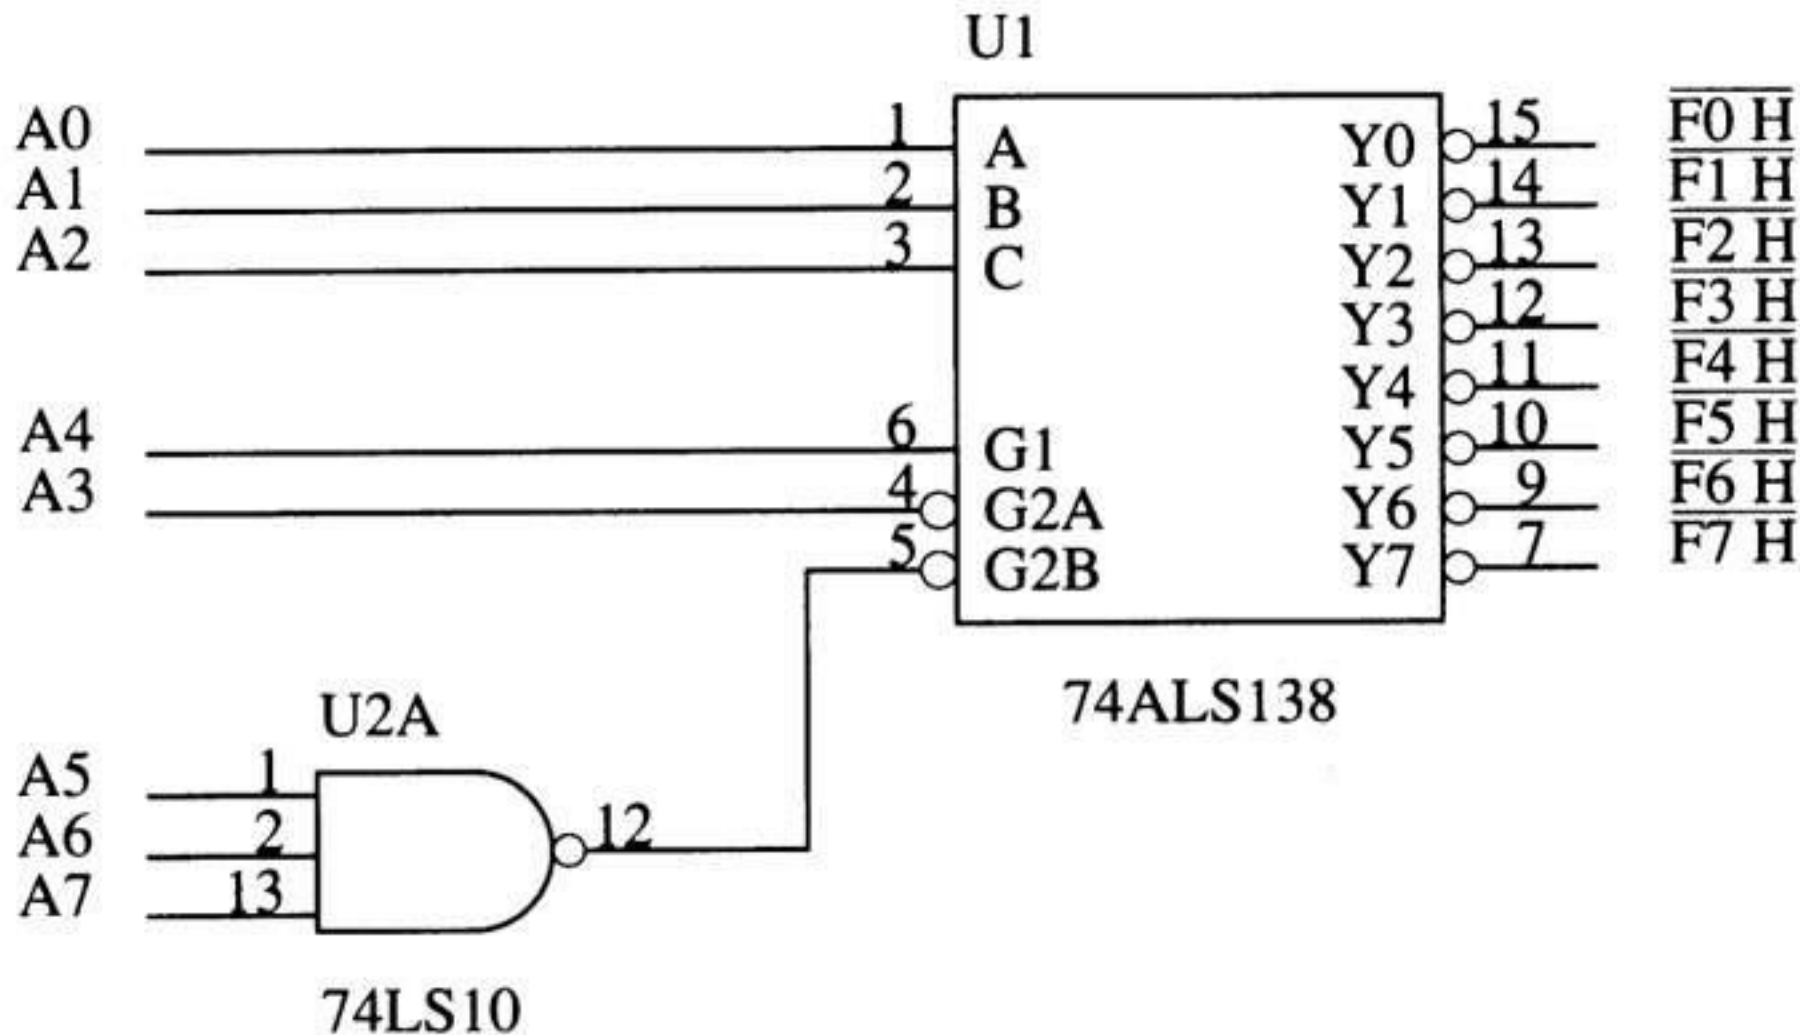 U1
A0 1 A Y0 15 F0 H
A1 2 B Y1 14 F1 H
A2 3 C Y2 13 F2 H
Y3 12 F3 H
Y4 11 F4 H
A4 6 G1 Y5 10 F5 H
A3 4 G2A Y6 9 F6 H
5 G2B Y7 7 F7 H
74ALS138
U2A
A5 1
A6 2 12
A7 13
74LS10